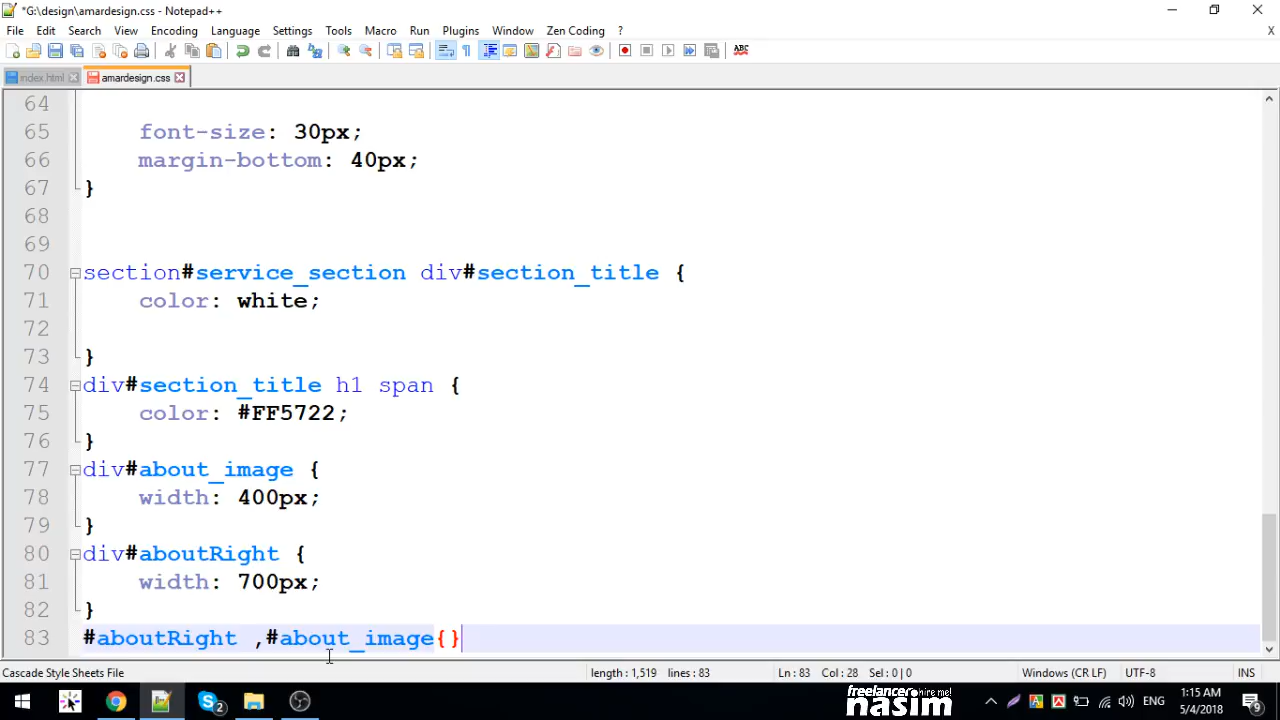 *G:\design\amardesign.css - Notepad++
File Edit Search View Encoding Language Settings Tools Macro Run Plugins Window Zen Coding ?
X
ABC
index.html amardesign.css
64
65 font-size: 30px;
66 margin-bottom: 40px;
67 }
68
69
70 section#service_section div#section_title {
71 color: white;
72
73 }
74 div#section_title h1 span {
75 color: #FF5722;
76 }
77 div#about_image {
78 width: 400px;
79 }
80 div#aboutRight {
81 width: 700px;
82 }
83 #aboutRight ,#about_image{}
Cascade Style Sheets File length : 1,519 lines : 83 Ln : 83 Col : 28 Sel : 0 | 0 Windows (CR LF) UTF-8 INS
2
freelancer hire me!
nasim
ENG
1:15 AM
5/4/2018
9